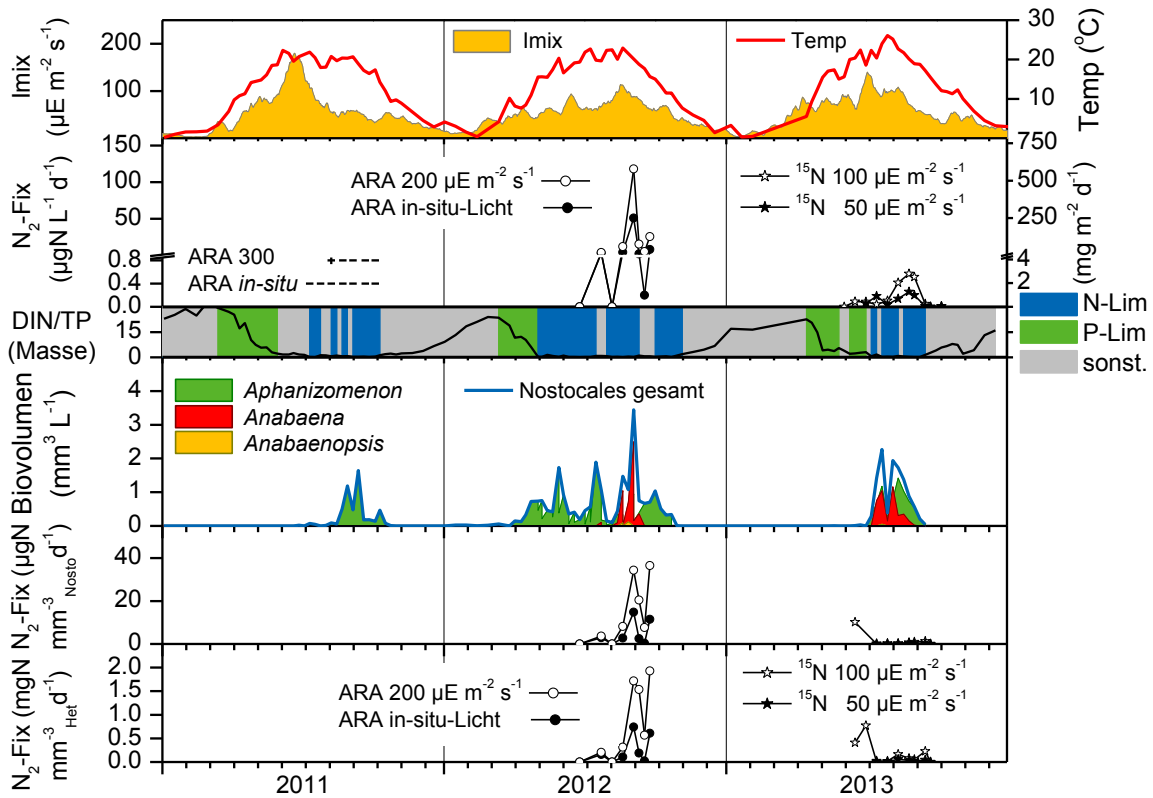 Imix
(µE m⁻² s⁻¹)
200
100
Imix
Temp
30
20
10
Temp (°C)
N₂-Fix
(µgN L⁻¹ d⁻¹)
150
100
50
0.8
0.4
0.0
ARA 200 µE m⁻² s⁻¹
ARA in-situ-Licht
ARA 300
ARA in-situ
¹⁵N 100 µE m⁻² s⁻¹
¹⁵N 50 µE m⁻² s⁻¹
750
500
250
4
2
(mg m⁻² d⁻¹)
DIN/TP
(Masse)
30
15
0
N-Lim
P-Lim
sonst.
Biovolumen
(mm³ L⁻¹)
4
3
2
1
0
Aphanizomenon
Anabaena
Anabaenopsis
Nostocales gesamt
N₂-Fix (µgN
mm⁻³ Nosto d⁻¹)
40
20
0
N₂-Fix (mgN
mm⁻³ Het d⁻¹)
2.0
1.5
1.0
0.5
0.0
ARA 200 µE m⁻² s⁻¹
ARA in-situ-Licht
¹⁵N 100 µE m⁻² s⁻¹
¹⁵N 50 µE m⁻² s⁻¹
2011
2012
2013